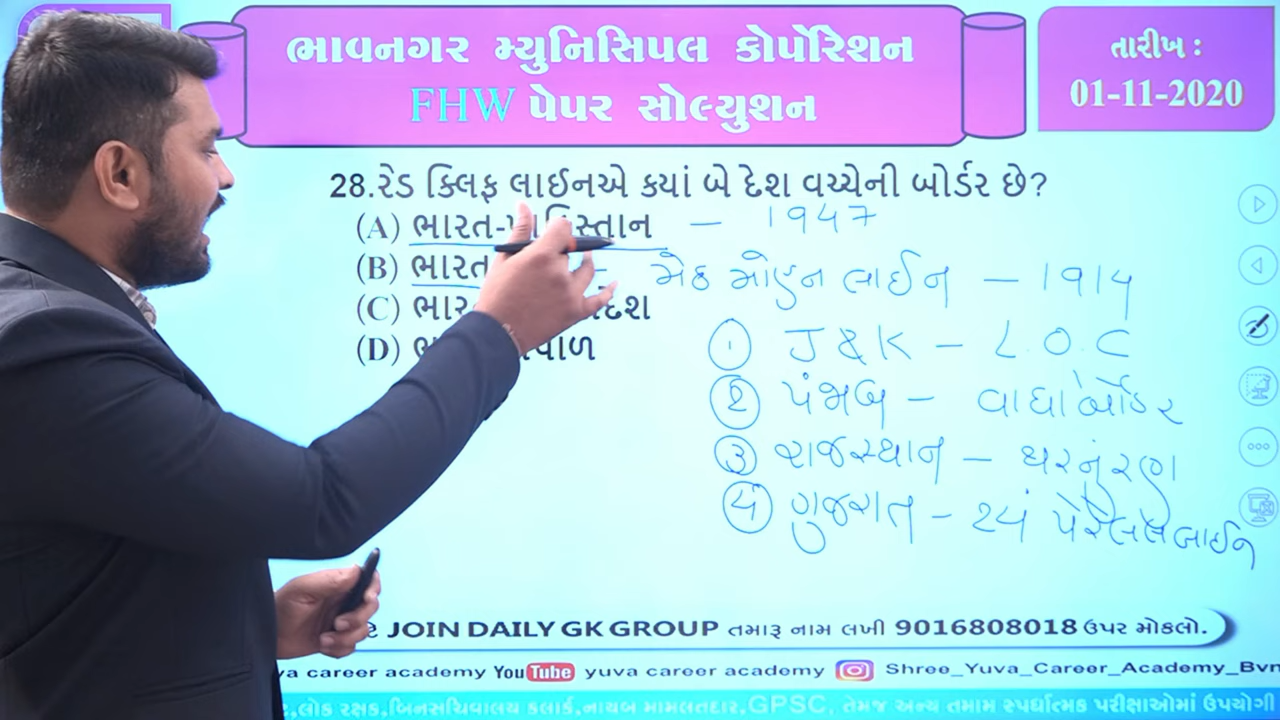 ભાવનગર મ્યુનિસિપલ કોર્પોરેશન
FHW પેપર સોલ્યુશન
તારીખ :
01-11-2020
28.રેડ ક્લિફ લાઈનએ કયાં બે દેશ વચ્ચેની બોર્ડર છે?
(A) ભારત-પાકિસ્તાન – 1947
(B) ભારત – મેક મોહન લાઈન – 1914
(C)
(D)
① J & K – L.O.C
② પંજાબ – વાઘા બોર્ડર
③ રાજસ્થાન – થરનું રણ
④ ગુજરાત – 24 પેરેલલ લાઈન
JOIN DAILY GK GROUP તમારૂ નામ લખી 9016808018 ઉપર મોકલો.
career academy YouTube yuva career academy Shree_Yuva_Career_Academy_Bvn
લોક રક્ષક,બિનસચિવાલય કલાર્ક,નાયબ મામલતદાર,GPSC, તેમજ અન્ય તમામ સ્પર્ધાત્મક પરીક્ષાઓમાં ઉપયોગી